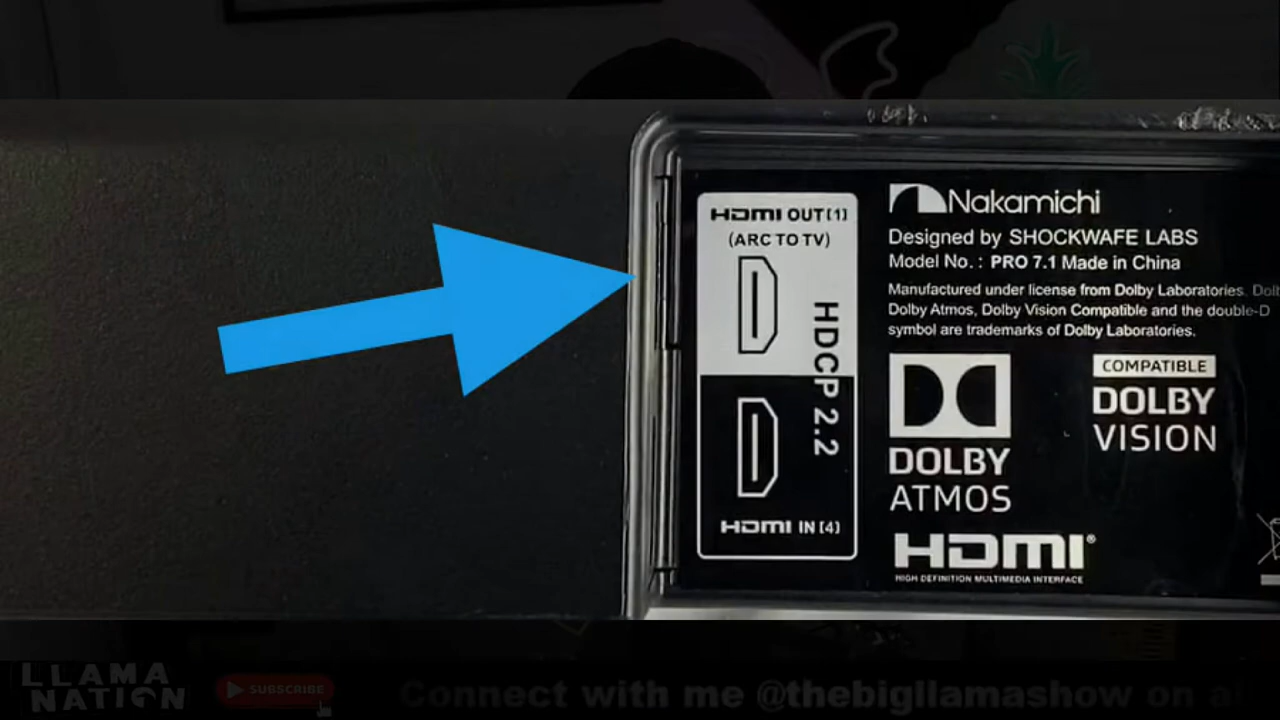 HDMI OUT [1]
(ARC TO TV)
HDCP 2.2
HDMI IN [4]
Nakamichi
Designed by SHOCKWAFE LABS
Model No. : PRO 7.1 Made in China
Manufactured under license from Dolby Laboratories.
Dolby Atmos, Dolby Vision Compatible and the double-D
symbol are trademarks of Dolby Laboratories.
DOLBY
ATMOS
COMPATIBLE
DOLBY
VISION
HDMI®
HIGH DEFINITION MULTIMEDIA INTERFACE
LLAMA
NATION
SUBSCRIBE
Connect with me @thebigllamashow on